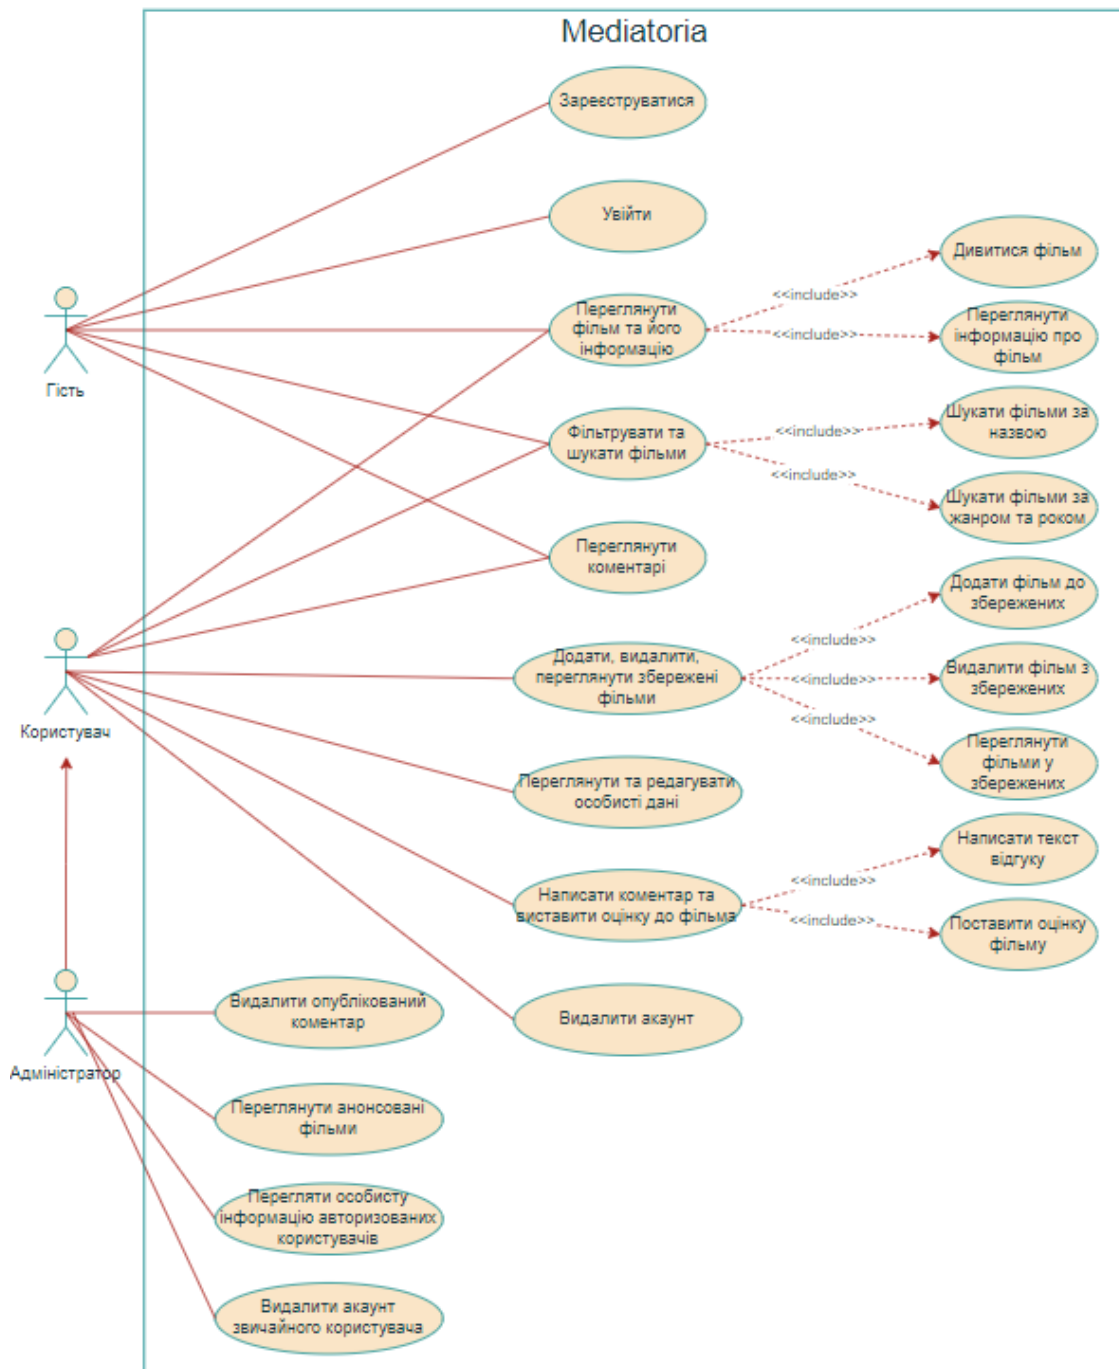 Mediatoria
Зареєструватися
Увійти
Дивитися фільм
<<include>>
Переглянути
фільм та його
інформацію
<<include>>
Переглянути
інформацію про
фільм
Гість
Фільтрувати та
шукати фільми
<<include>>
Шукати фільми за
назвою
<<include>>
Шукати фільми за
жанром та роком
Переглянути
коментарі
Додати фільм до
збережених
<<include>>
Користувач
Додати, видалити,
переглянути збережені
фільми
<<include>>
Видалити фільм з
збережених
<<include>>
Переглянути
фільми у
збережених
Переглянути та редагувати
особисті дані
Написати текст
відгуку
<<include>>
Написати коментар та
виставити оцінку до фільма
<<include>>
Поставити оцінку
фільму
Адміністратор
Видалити опублікований
коментар
Видалити акаунт
Переглянути анонсовані
фільми
Перегляти особисту
інформацію авторизованих
користувачів
Видалити акаунт
звичайного користувача